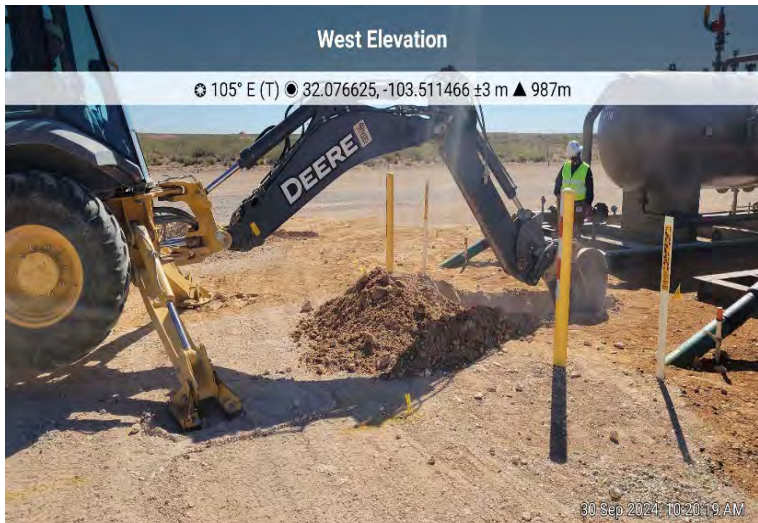 West Elevation
105° E (T) 32.076625, -103.511466 ±3 m ▲ 987m
DEERE
30 Sep 2024, 10:20:19 AM